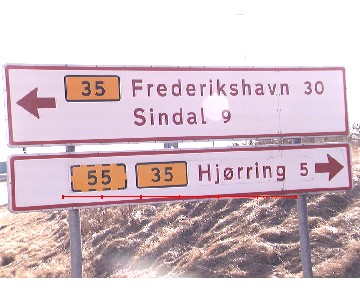 35 Frederikshavn 30
Sindal 9
55 35 Hjørring 5